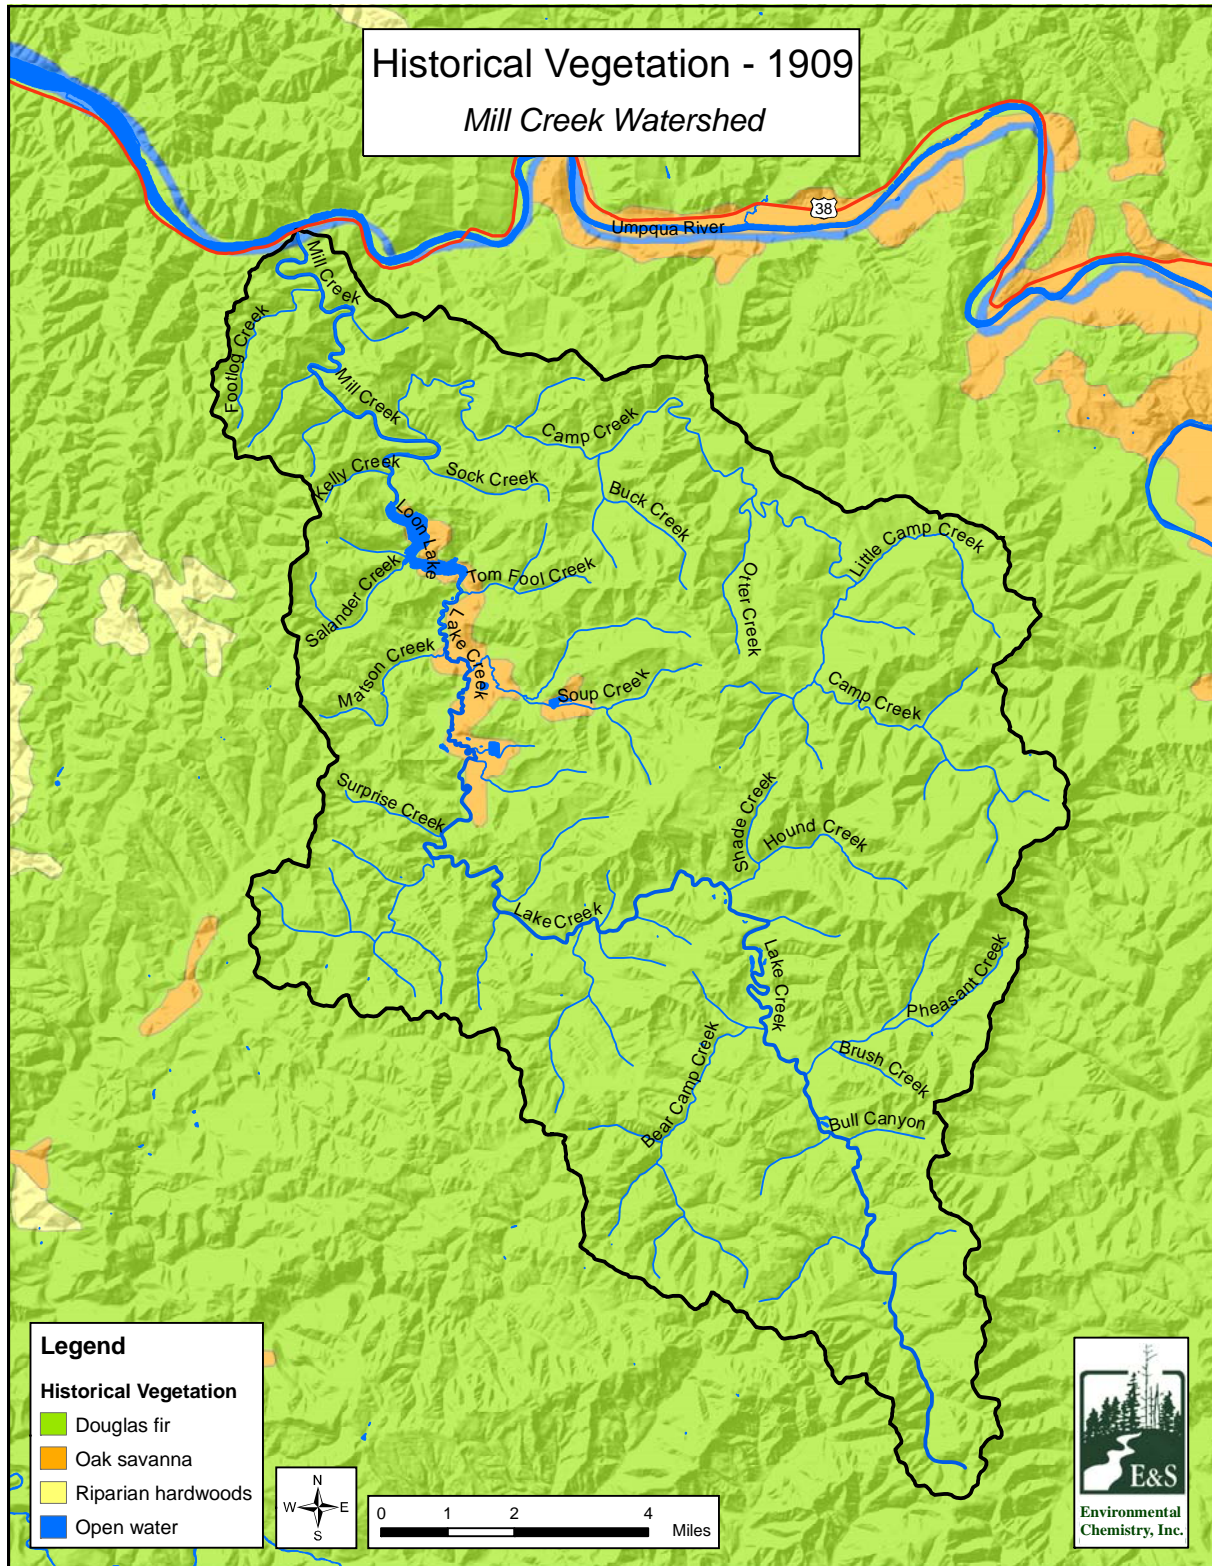 Historical Vegetation - 1909
Mill Creek Watershed
38
Umpqua River
Mill Creek
Footlog Creek
Mill Creek
Camp Creek
Kelly Creek
Sock Creek
Buck Creek
Loon Lake
Little Camp Creek
Tom Fool Creek
Otter Creek
Salander Creek
Lake Creek
Matson Creek
Soup Creek
Camp Creek
Surprise Creek
Shade Creek
Hound Creek
Lake Creek
Lake Creek
Pheasant Creek
Brush Creek
Bear Camp Creek
Bull Canyon
Legend
Historical Vegetation
Douglas fir
Oak savanna
Riparian hardwoods
Open water
N
W E
S
0 1 2 4
Miles
E&S
Environmental
Chemistry, Inc.